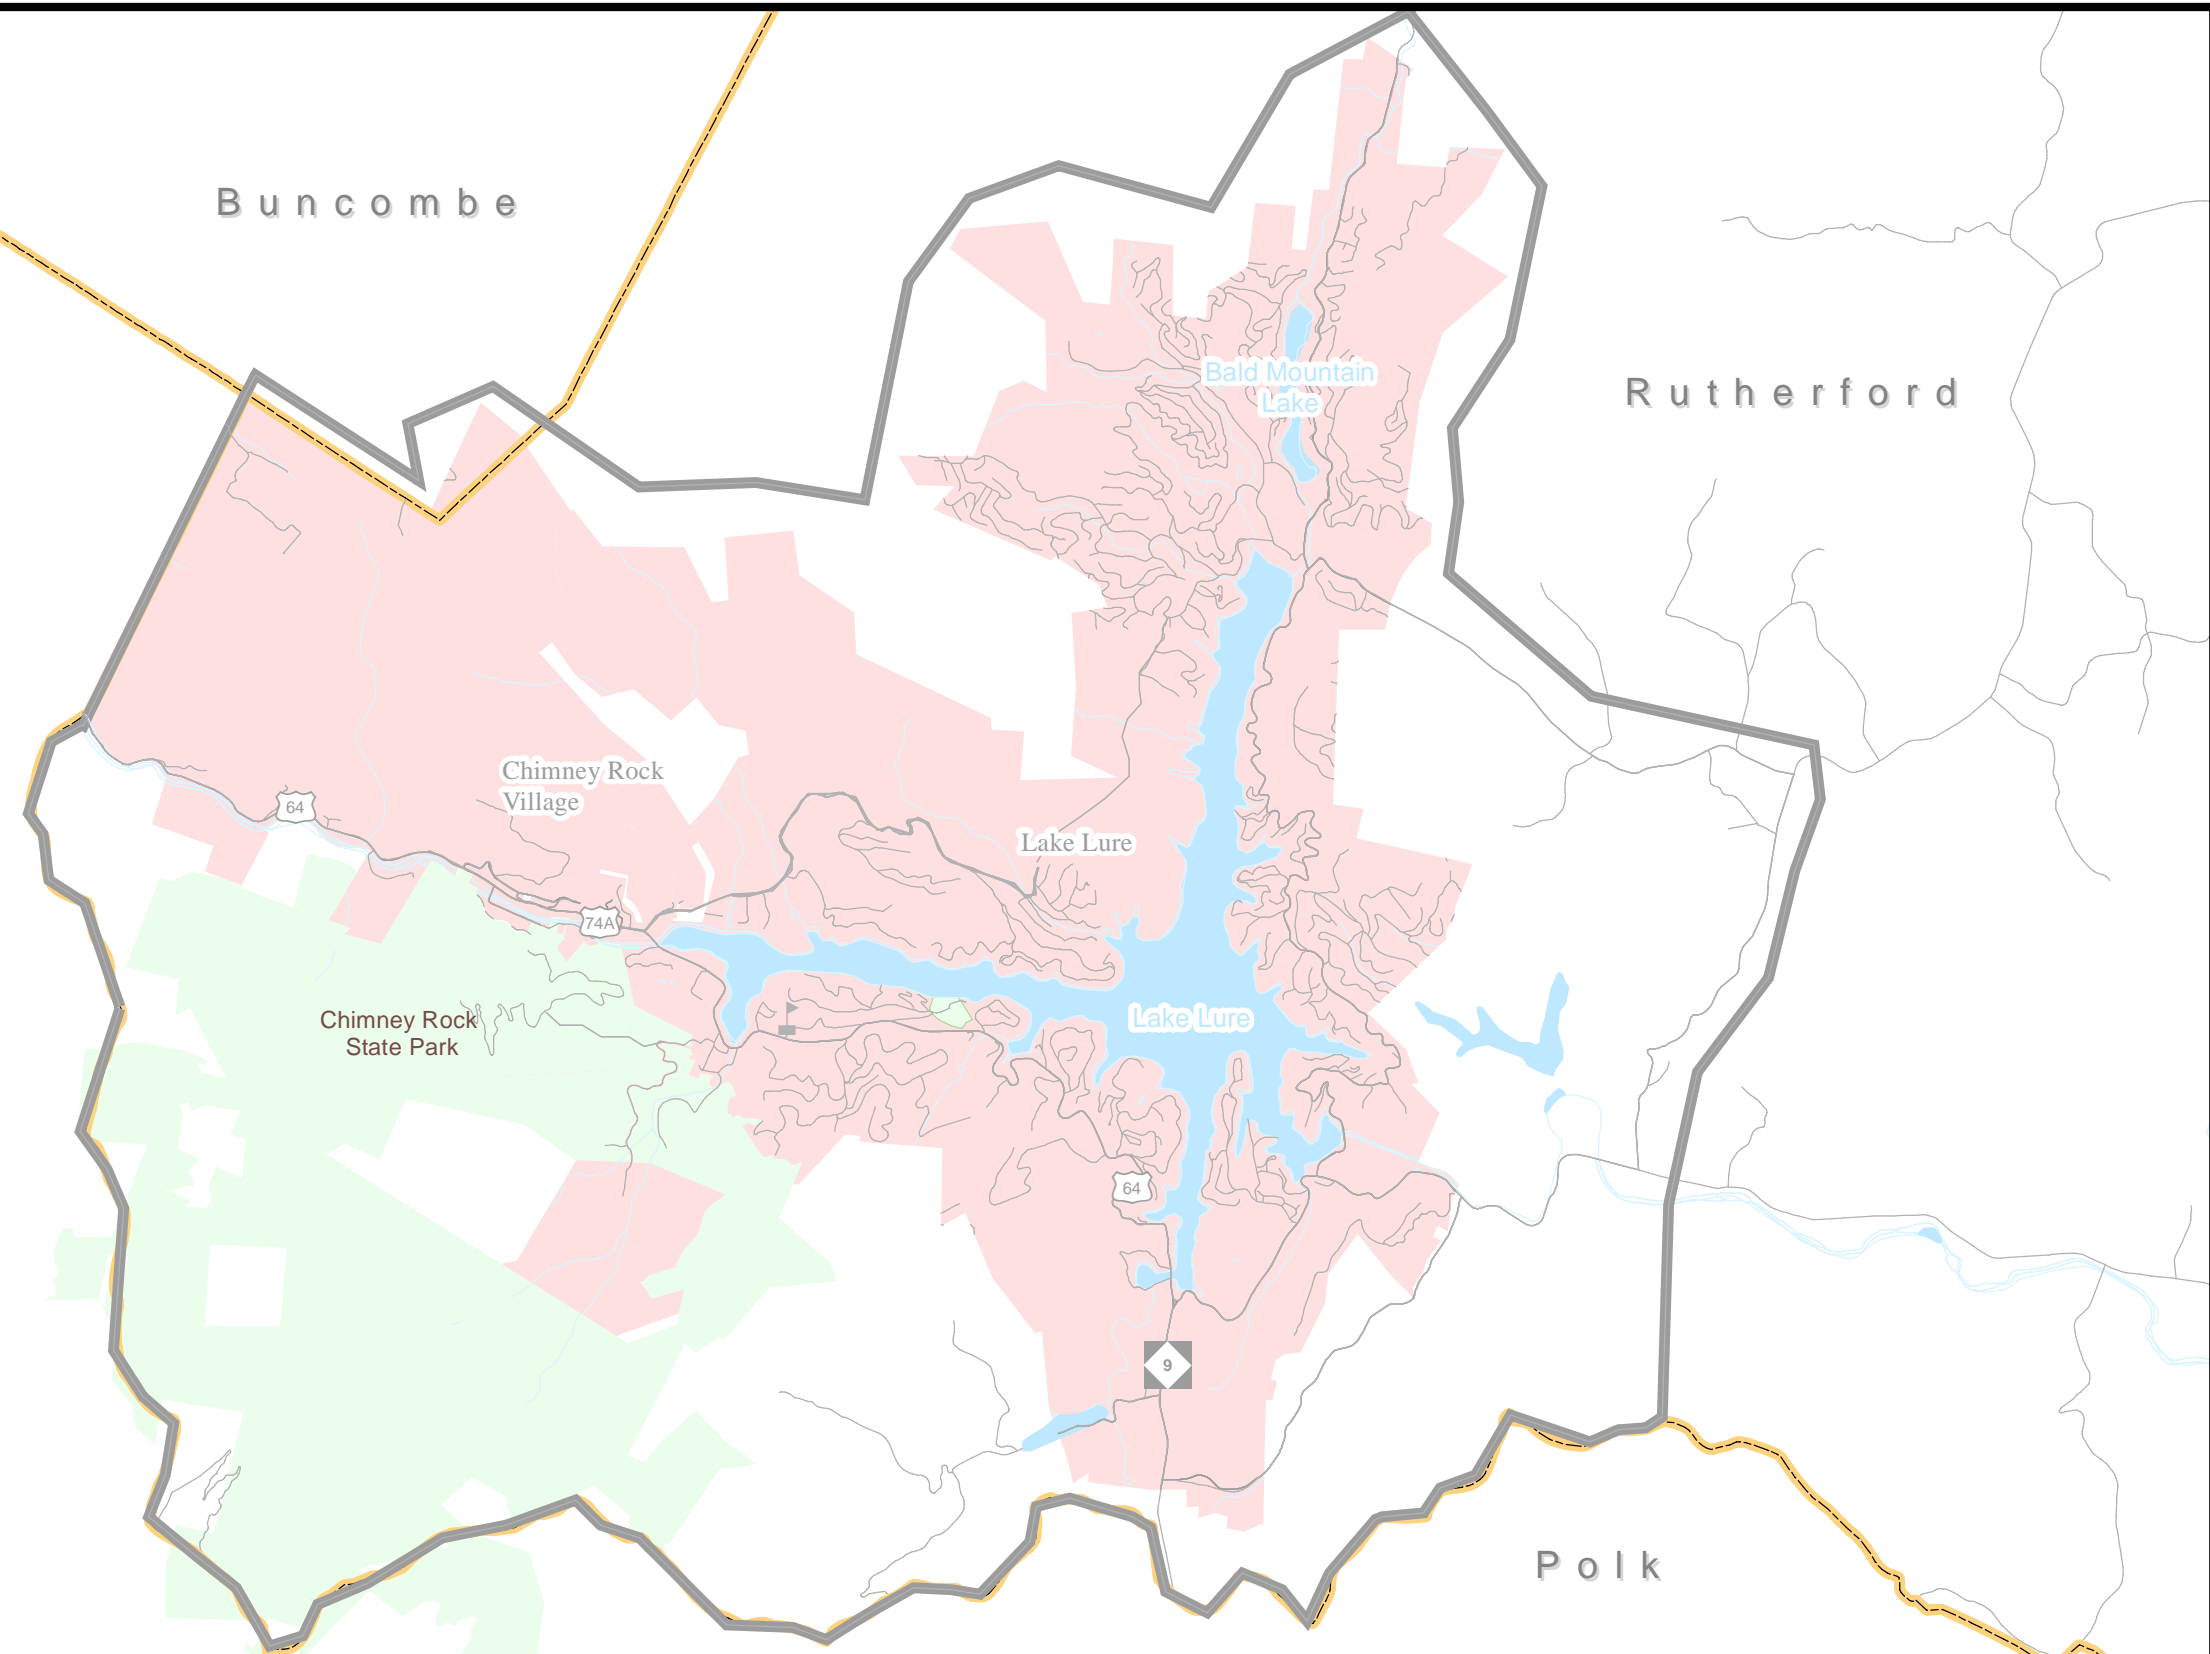 Buncombe
Rutherford
Bald Mountain
Lake
Chimney Rock
Village
64
Lake Lure
74A
Chimney Rock
State Park
Lake Lure
64
9
Polk